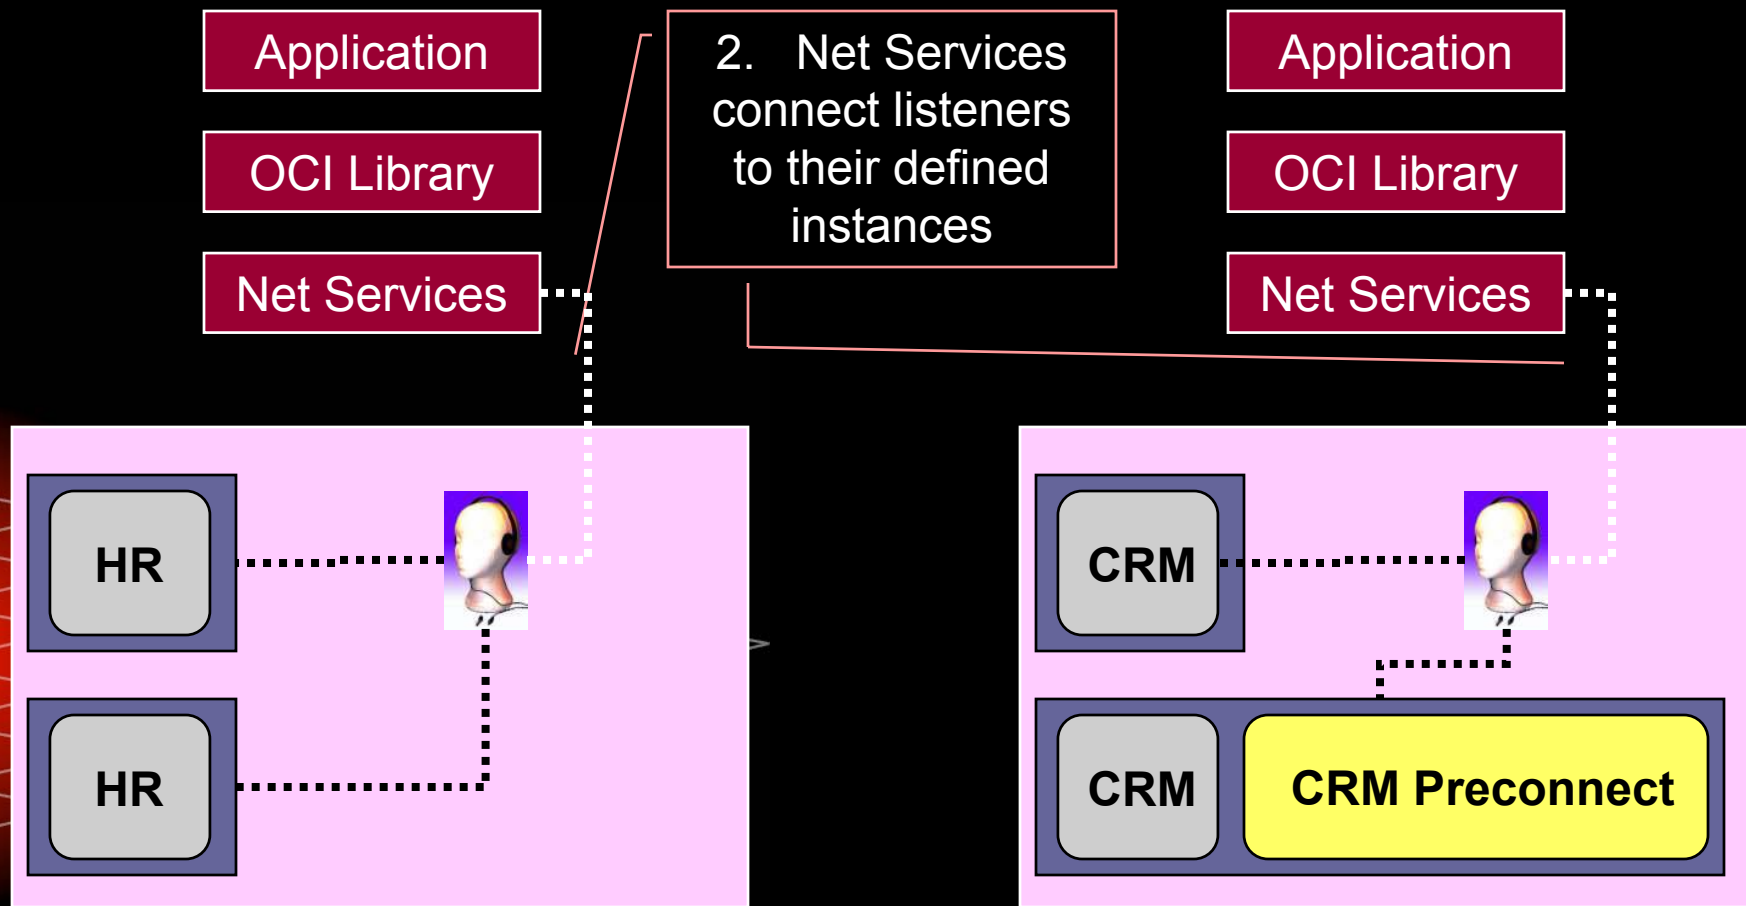 Application
OCI Library
Net Services
2. Net Services
connect listeners
to their defined
instances
Application
OCI Library
Net Services
HR
HR
CRM
CRM
CRM Preconnect